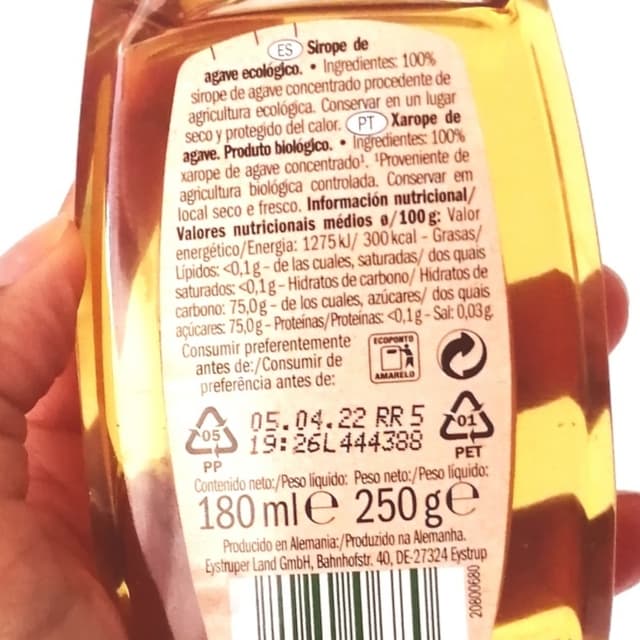 ES Sirope de
agave ecológico. • Ingredientes: 100%
sirope de agave concentrado procedente de
agricultura ecológica. Conservar en un lugar
seco y protegido del calor. PT Xarope de
agave. Produto biológico. • Ingredientes: 100%
xarope de agave concentrado¹. ¹Proveniente de
agricultura biológica controlada. Conservar em
local seco e fresco. Información nutricional/
Valores nutricionais médios ø/100 g: Valor
energético/Energia: 1275 kJ/ 300 kcal – Grasas/
Lípidos: <0,1 g – de las cuales, saturadas/ dos quais
saturados: <0,1 g – Hidratos de carbono/ Hidratos de
carbono: 75,0 g – de los cuales, azúcares/ dos quais
açúcares: 75,0 g – Proteínas/Proteínas: <0,1 g – Sal: 0,03 g.
Consumir preferentemente
antes de:/Consumir de
preferência antes de:
ECOPONTO
AMARELO
05
PP
05.04.22 RR 5
19:26L444388
01
PET
Contenido neto:/Peso líquido: Peso neto:/Peso líquido:
180 ml e 250 g e
Producido en Alemania:/Produzido na Alemanha.
Eystruper Land GmbH, Bahnhofstr. 40, DE-27324 Eystrup
20800680